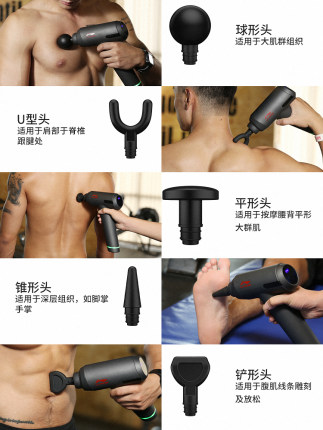 球形头
适用于大肌群组织
U型头
适用于肩部于脊椎
跟腱处
平形头
适用于按摩腰背平形
大群肌
锥形头
适用于深层组织，如脚掌
手掌
铲形头
适用于腹肌线条雕刻
及放松